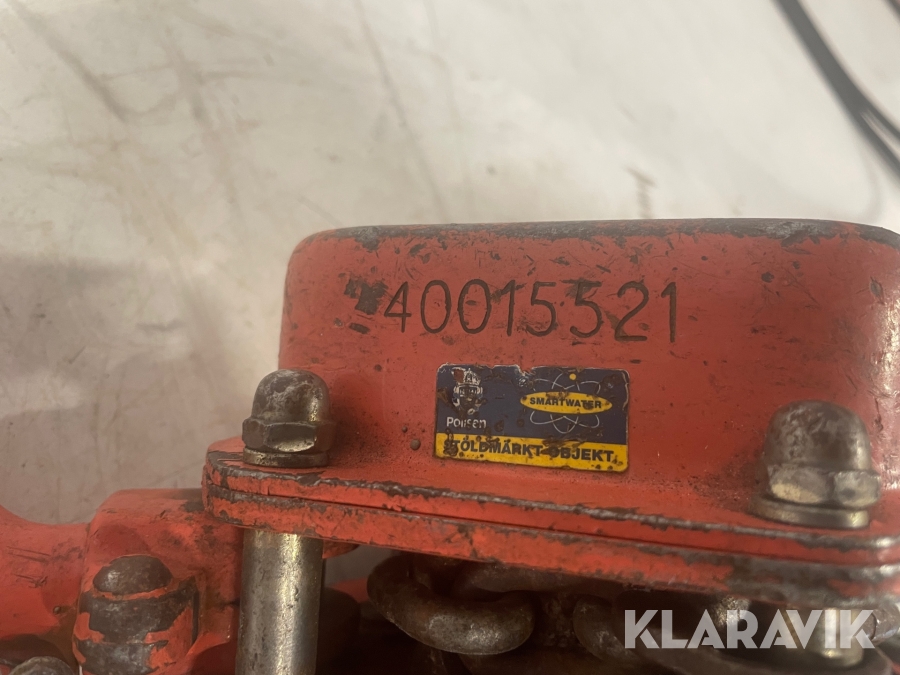 40015521
SMARTWATER
Polisen
STÖLDMÄRKT OBJEKT.
KLARAVIK